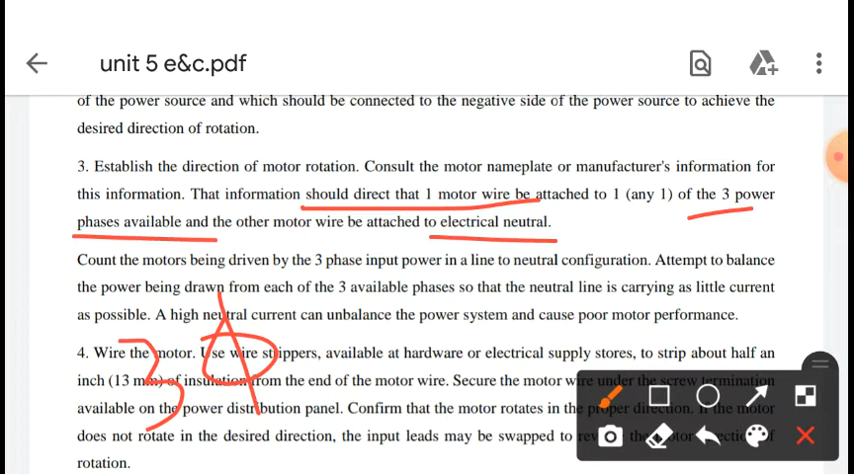 unit 5 e&c.pdf
of the power source and which should be connected to the negative side of the power source to achieve the
desired direction of rotation.
3. Establish the direction of motor rotation. Consult the motor nameplate or manufacturer's information for
this information. That information should direct that 1 motor wire be attached to 1 (any 1) of the 3 power
phases available and the other motor wire be attached to electrical neutral.
Count the motors being driven by the 3 phase input power in a line to neutral configuration. Attempt to balance
the power being drawn from each of the 3 available phases so that the neutral line is carrying as little current
as possible. A high neutral current can unbalance the power system and cause poor motor performance.
4. Wire the motor. Use wire strippers, available at hardware or electrical supply stores, to strip about half an
inch (13 mm) of insulation from the end of the motor wire. Secure the motor wire under the screw termination
available on the power distribution panel. Confirm that the motor rotates in the proper direction. If the motor
does not rotate in the desired direction, the input leads may be swapped to reverse the motor direction of
rotation.
3 ϕ